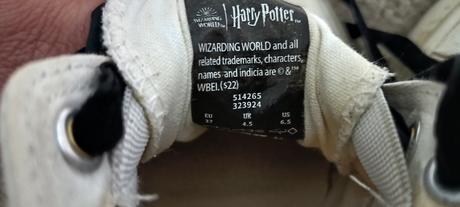 WIZARDING WORLD | Harry Potter
WIZARDING WORLD and all
related trademarks, characters,
names and indicia are © &™
WBEI. (s22)
514265
323924
EU UK US
37 4.5 6.5